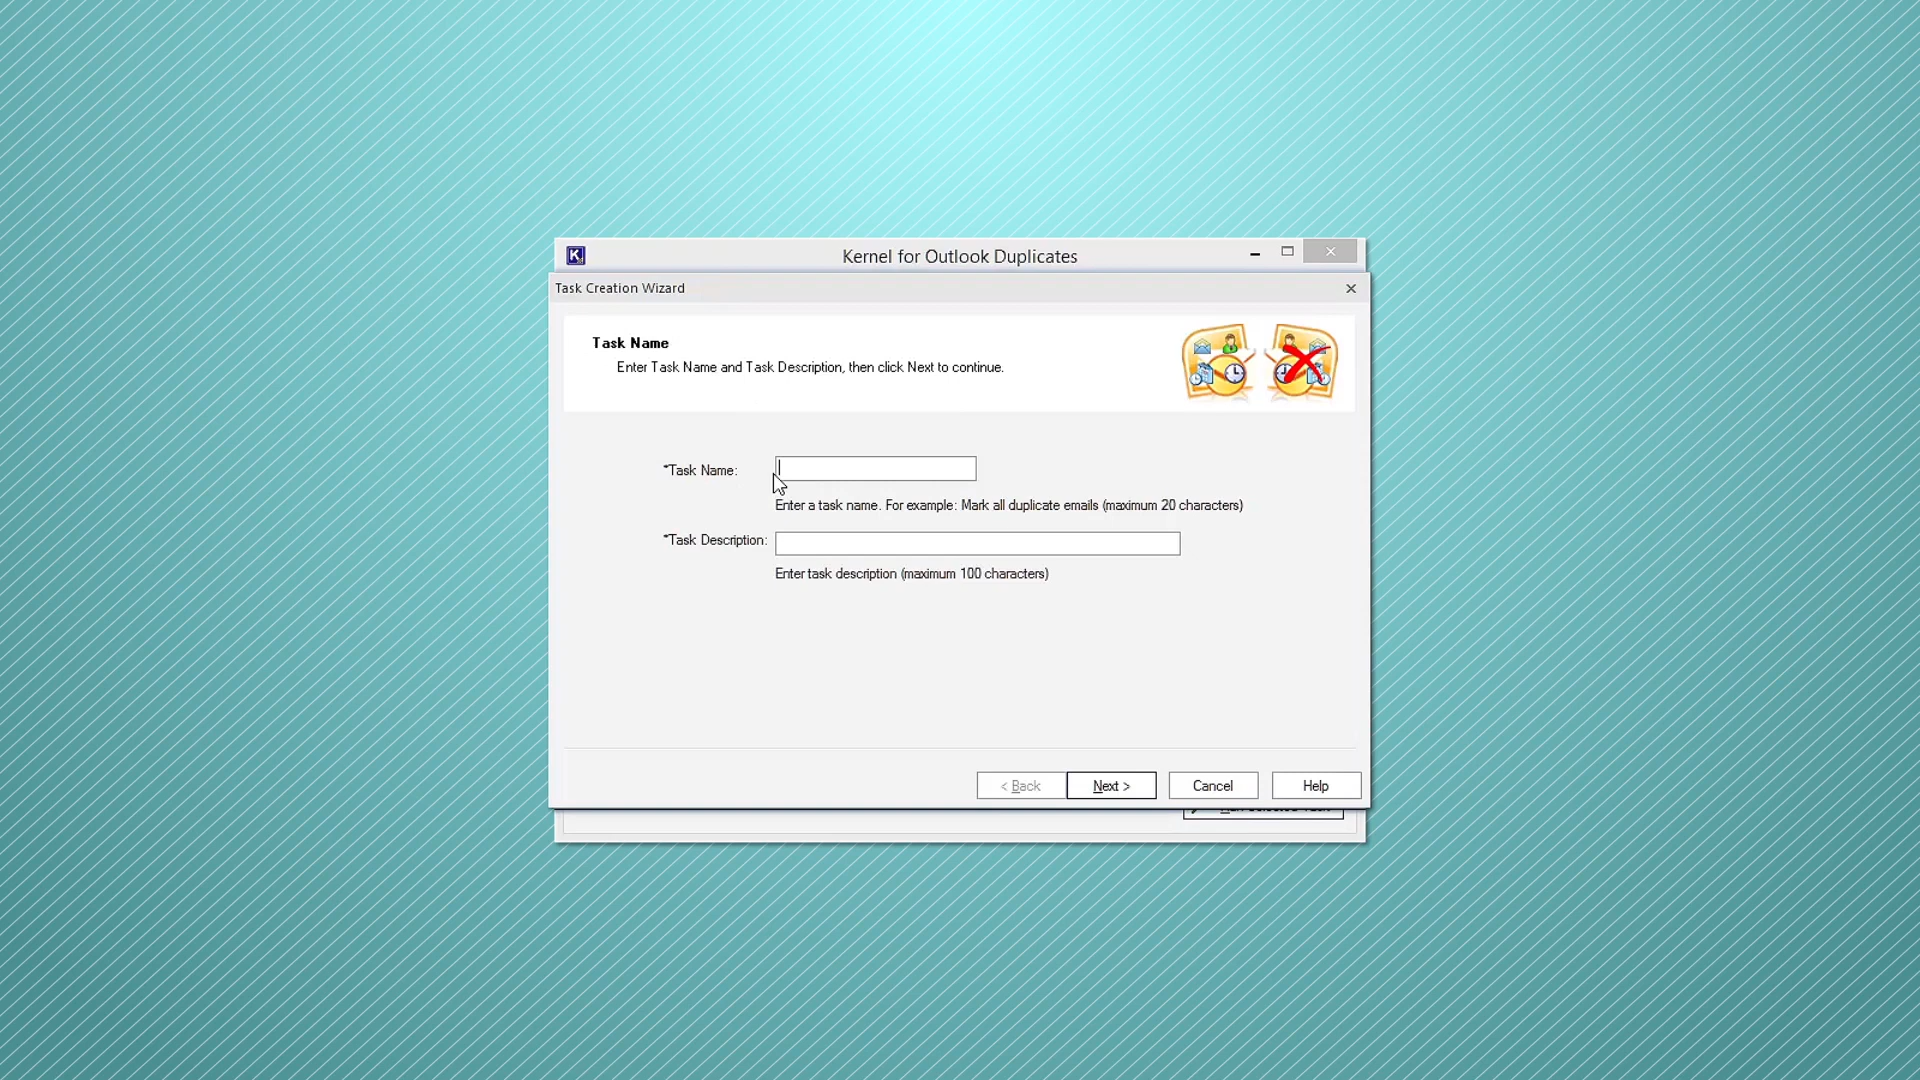 Kernel for Outlook Duplicates
Task Creation Wizard
Task Name
Enter Task Name and Task Description, then click Next to continue.
*Task Name:
Enter a task name. For example: Mark all duplicate emails (maximum 20 characters)
*Task Description:
Enter task description (maximum 100 characters)
< Back
Next >
Cancel
Help